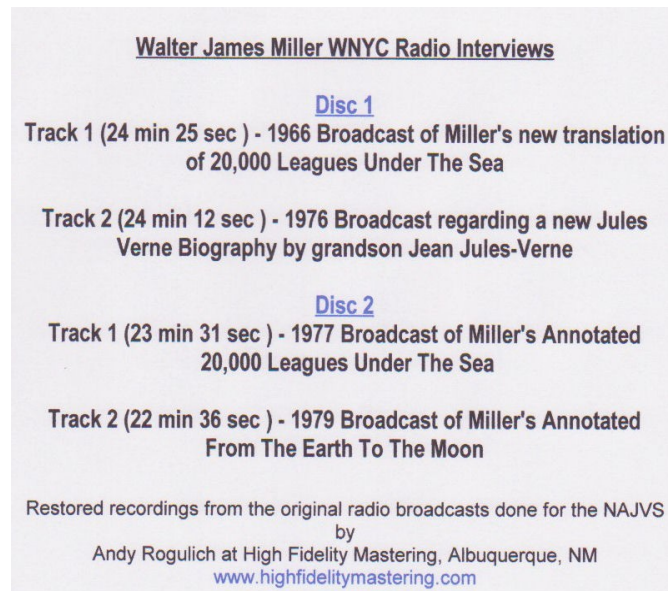 Walter James Miller WNYC Radio Interviews
Disc 1
Track 1 (24 min 25 sec ) - 1966 Broadcast of Miller's new translation
of 20,000 Leagues Under The Sea
Track 2 (24 min 12 sec ) - 1976 Broadcast regarding a new Jules
Verne Biography by grandson Jean Jules-Verne
Disc 2
Track 1 (23 min 31 sec ) - 1977 Broadcast of Miller's Annotated
20,000 Leagues Under The Sea
Track 2 (22 min 36 sec ) - 1979 Broadcast of Miller's Annotated
From The Earth To The Moon
Restored recordings from the original radio broadcasts done for the NAJVS
by
Andy Rogulich at High Fidelity Mastering, Albuquerque, NM
www.highfidelitymastering.com